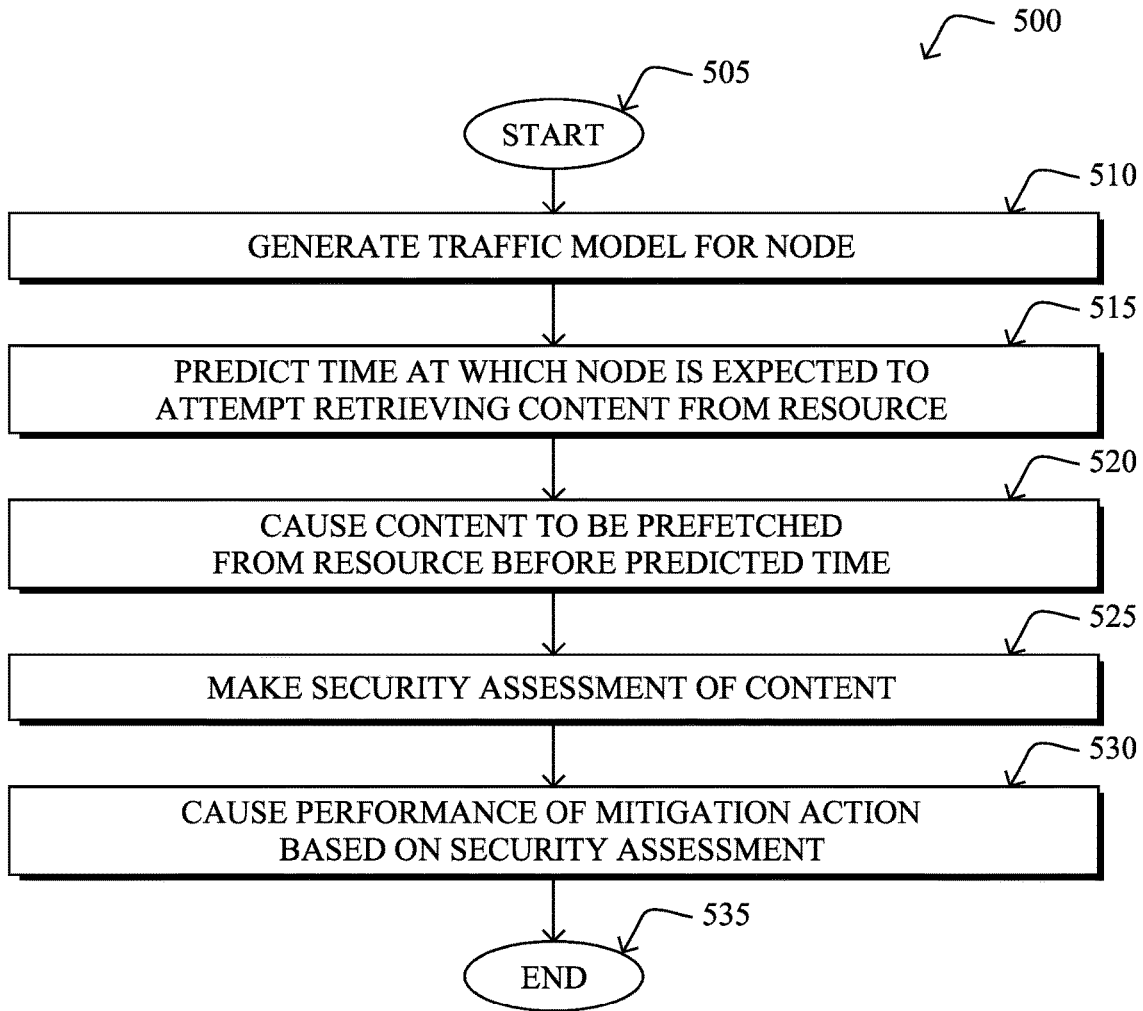 500
505
START
510
GENERATE TRAFFIC MODEL FOR NODE
515
PREDICT TIME AT WHICH NODE IS EXPECTED TO
ATTEMPT RETRIEVING CONTENT FROM RESOURCE
520
CAUSE CONTENT TO BE PREFETCHED
FROM RESOURCE BEFORE PREDICTED TIME
525
MAKE SECURITY ASSESSMENT OF CONTENT
530
CAUSE PERFORMANCE OF MITIGATION ACTION
BASED ON SECURITY ASSESSMENT
535
END